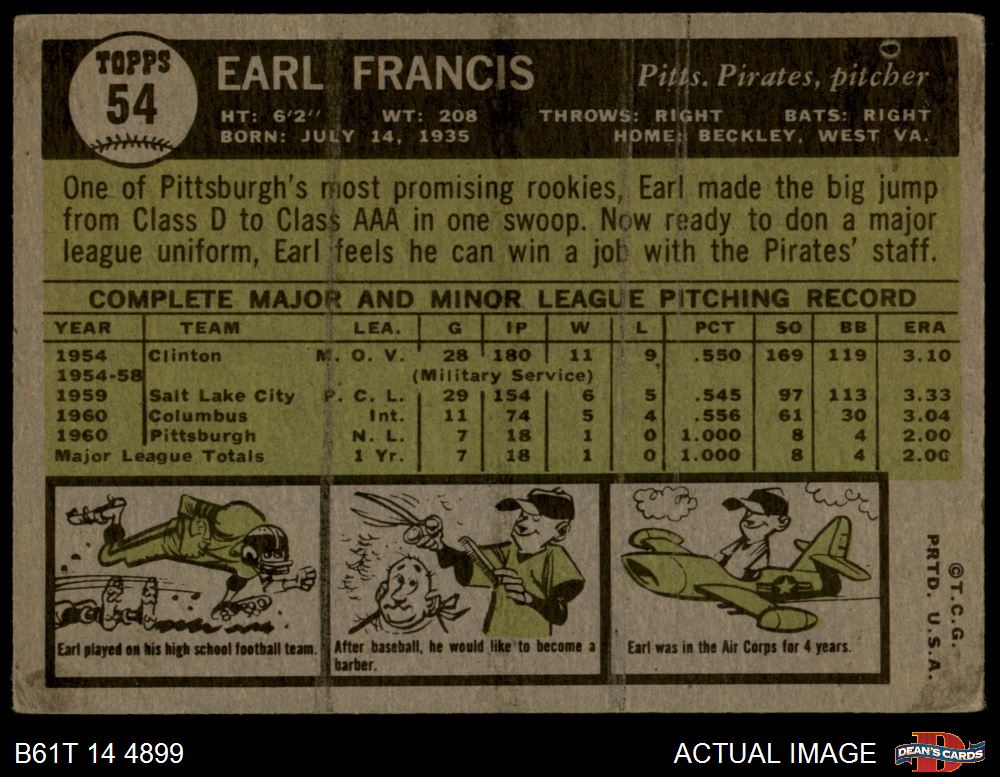 TOPPS
54
EARL FRANCIS
Pitts. Pirates, pitcher
HT: 6'2" WT: 208 THROWS: RIGHT BATS: RIGHT
BORN: JULY 14, 1935 HOME: BECKLEY, WEST VA.
One of Pittsburgh's most promising rookies, Earl made the big jump
from Class D to Class AAA in one swoop. Now ready to don a major
league uniform, Earl feels he can win a job with the Pirates' staff.
COMPLETE MAJOR AND MINOR LEAGUE PITCHING RECORD
YEAR TEAM LEA. G IP W L PCT SO BB ERA
1954 Clinton M. O. V. 28 180 11 9 .550 169 119 3.10
1954-58 (Military Service)
1959 Salt Lake City P. C. L. 29 154 6 5 .545 97 113 3.33
1960 Columbus Int. 11 74 5 4 .556 61 30 3.04
1960 Pittsburgh N. L. 7 18 1 0 1.000 8 4 2.00
Major League Totals 1 Yr. 7 18 1 0 1.000 8 4 2.00
Earl played on his high school football team.
After baseball, he would like to become a
barber.
Earl was in the Air Corps for 4 years.
©T.C.G.
PRTD. U.S.A.
B61T 14 4899
ACTUAL IMAGE
DEAN'S CARDS